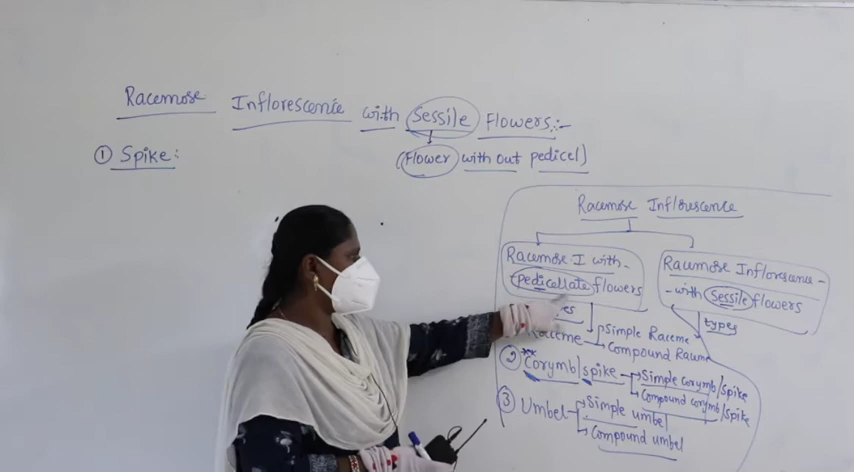 Racemose Inflorescence with Sessile Flowers:-
① Spike:
(Flower with out pedicel)
Racemose Inflorescence
Racemose I with-
pedicellate flowers
Raceme
Simple Raceme
Compound Raceme
② **Corymb/spike
Simple corymb/spike
Compound corymb/spike
③ Umbel
Simple umbel
Compound umbel
Racemose Inflorescence-
-with Sessile flowers
types